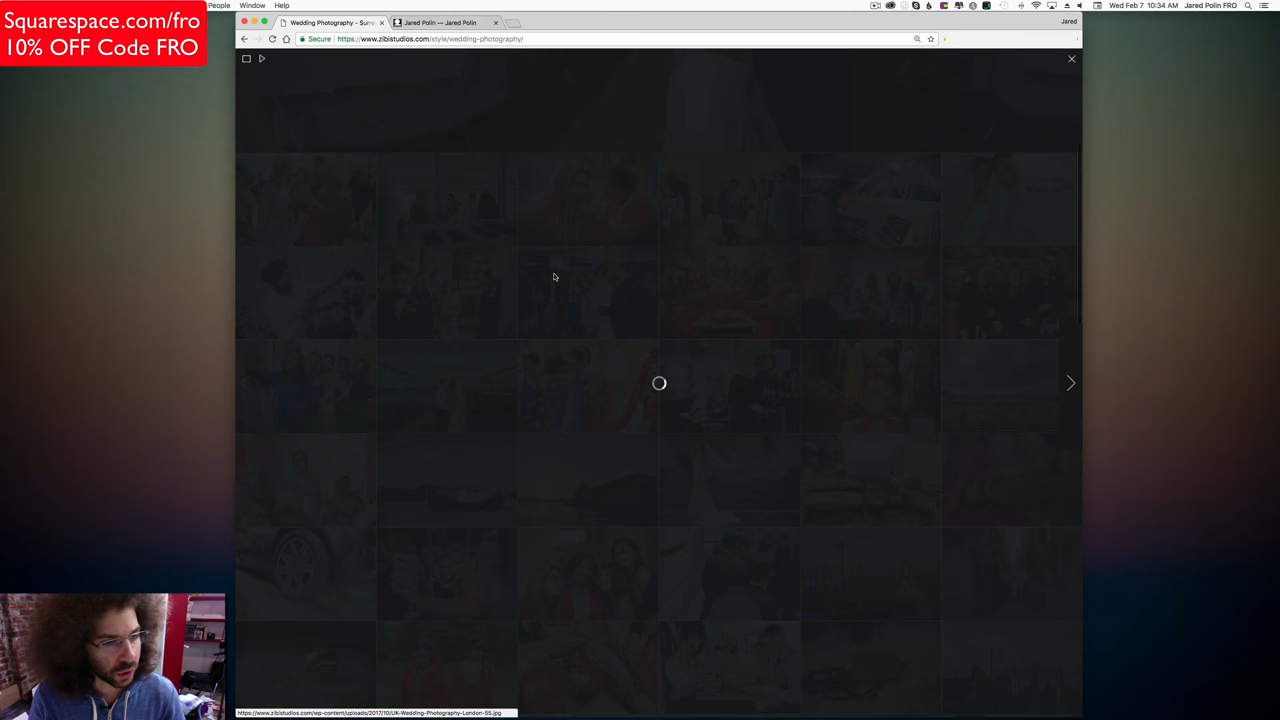 Squarespace.com/fro
10% OFF Code FRO
People Window Help
Wed Feb 7 10:34 AM Jared Polin FRO
Wedding Photography - Surre
Jared Polin — Jared Polin
Jared
Secure https://www.zibistudios.com/style/wedding-photography/
https://www.zibistudios.com/wp-content/uploads/2017/10/UK-Wedding-Photography-London-55.jpg